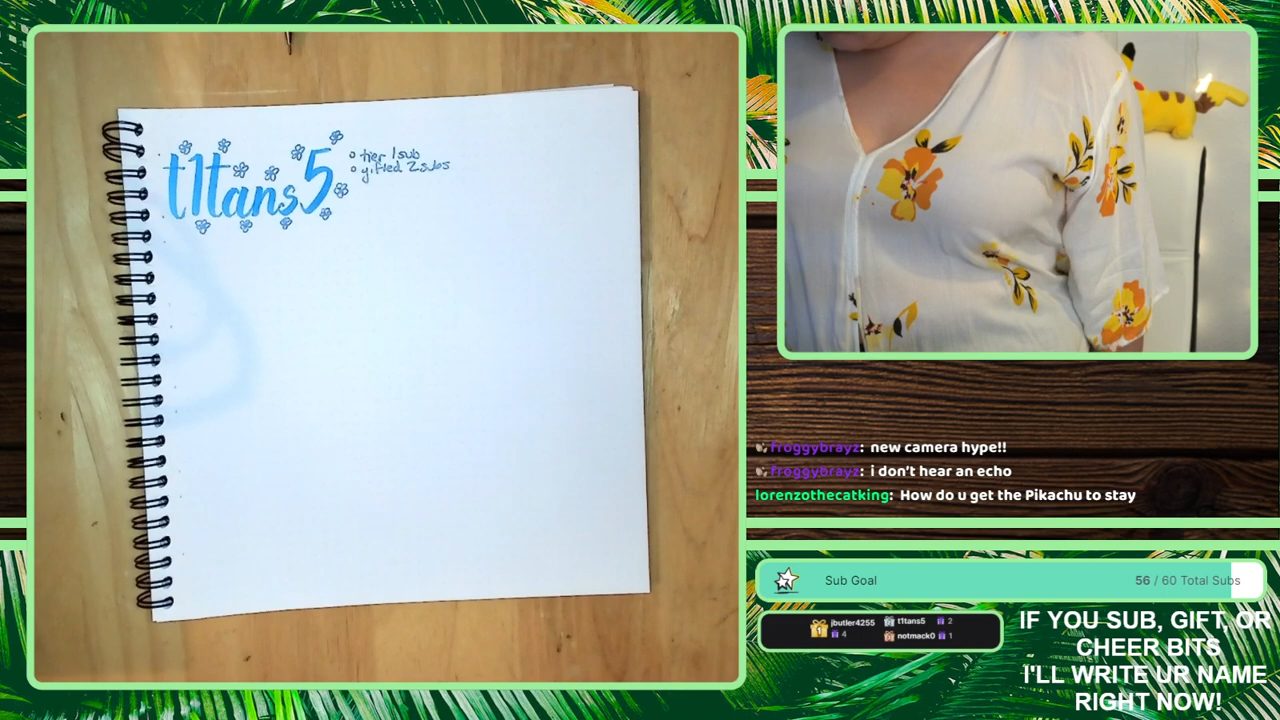 t1tans5
o tier 1 sub
o gifted 2 subs
froggybrayz: new camera hype!!
froggybrayz: i don't hear an echo
lorenzothecatking: How do u get the Pikachu to stay
Sub Goal 56 / 60 Total Subs
1 jbutler4255 4
t1tans5 2
notmack0 1
IF YOU SUB, GIFT, OR
CHEER BITS
I'LL WRITE UR NAME
RIGHT NOW!